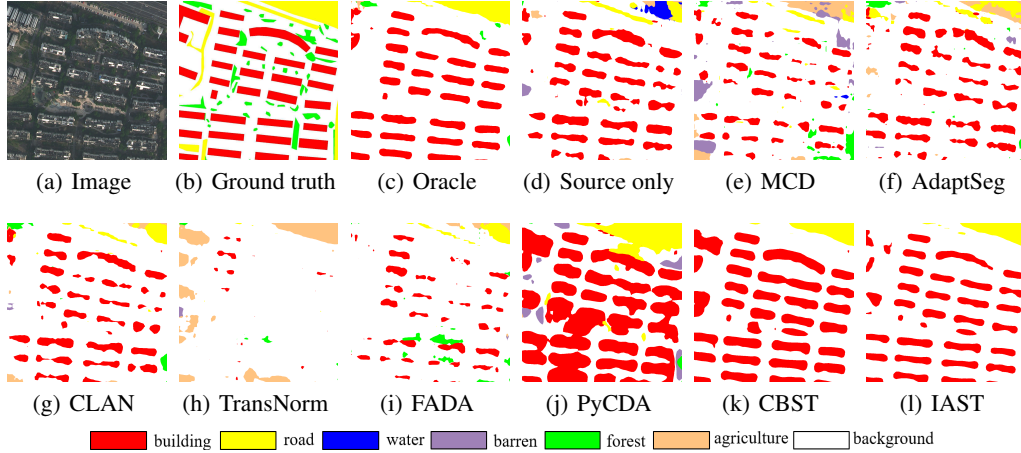 (a) Image (b) Ground truth (c) Oracle (d) Source only (e) MCD (f) AdaptSeg
(g) CLAN (h) TransNorm (i) FADA (j) PyCDA (k) CBST (l) IAST
building road water barren forest agriculture background